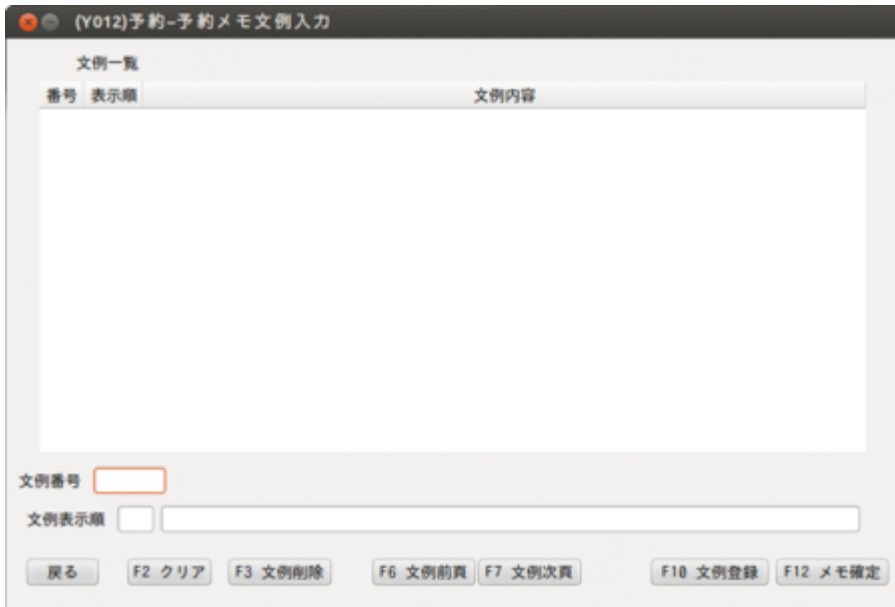 (Y012)予約-予約メモ文例入力
文例一覧
番号 表示順 文例内容
文例番号
文例表示順
戻る F2 クリア F3 文例削除 F6 文例前頁 F7 文例次頁 F10 文例登録 F12 メモ確定